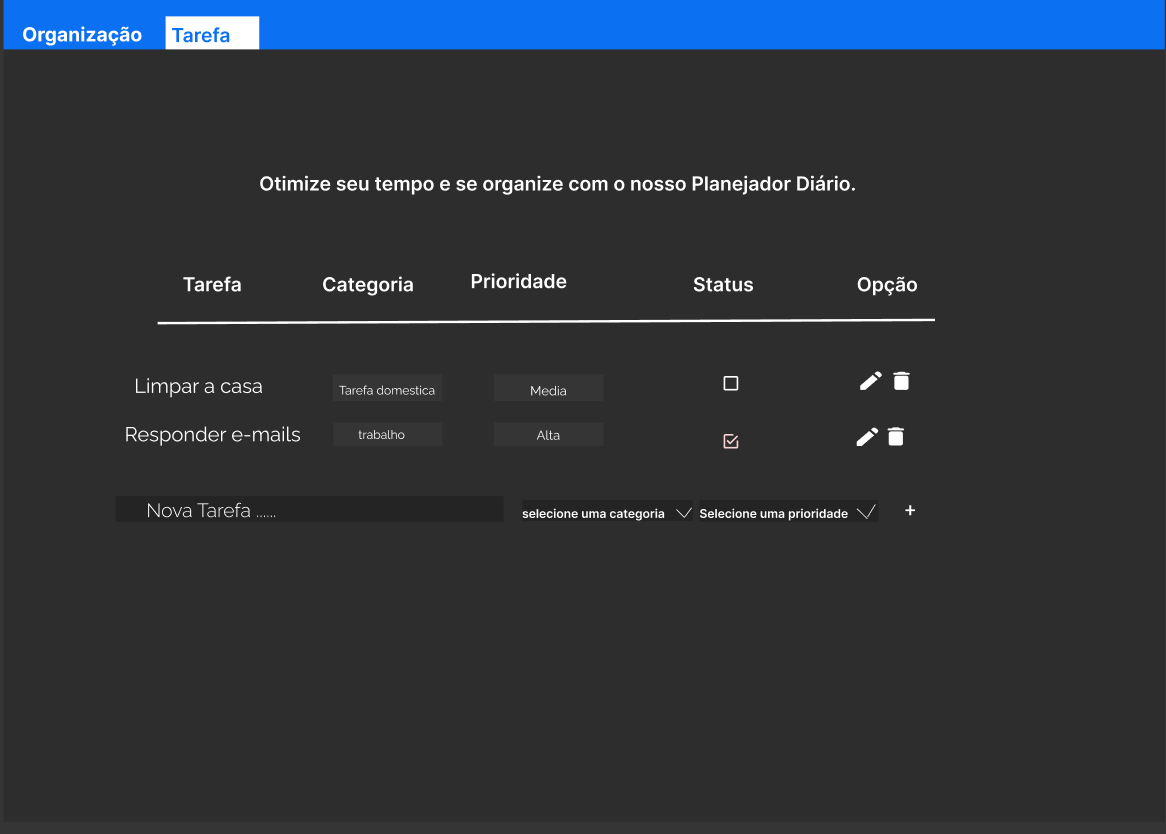 Organização Tarefa
Otimize seu tempo e se organize com o nosso Planejador Diário.
Tarefa Categoria Prioridade Status Opção
Limpar a casa Tarefa domestica Media
Responder e-mails trabalho Alta
Nova Tarefa ...... selecione uma categoria Selecione uma prioridade +